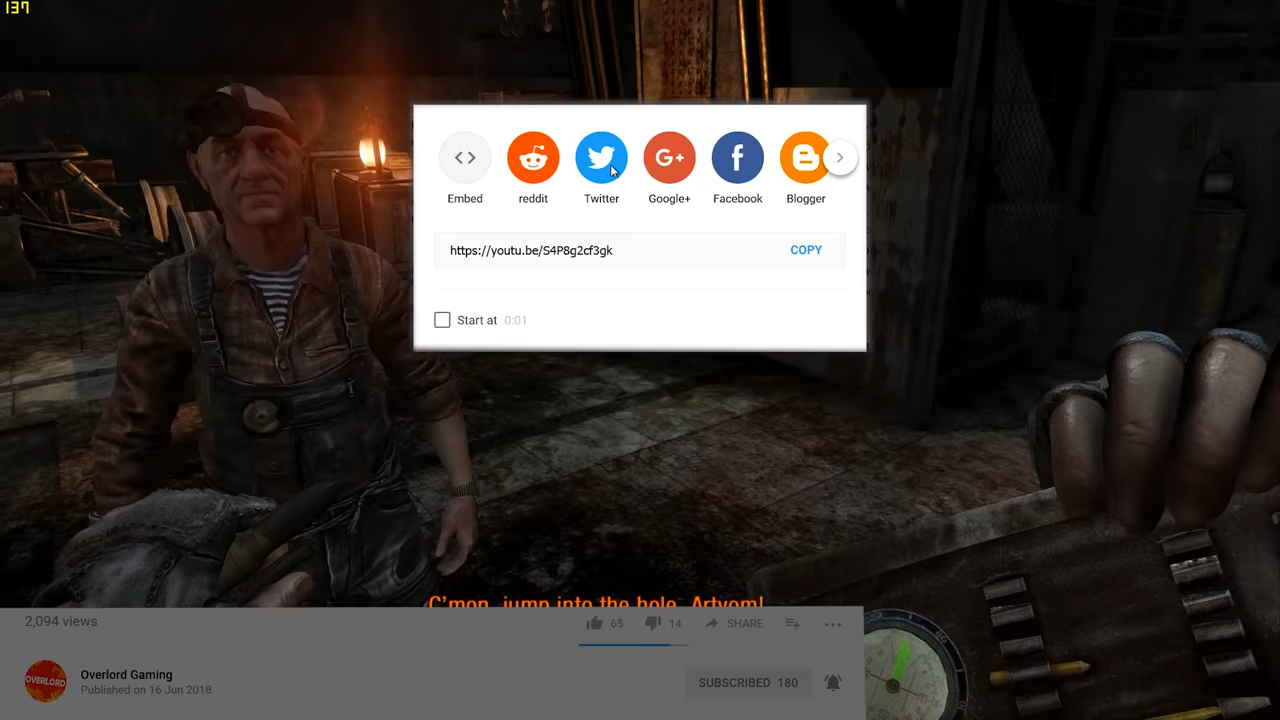 137
Embed
reddit
Twitter
G+
Google+
f
Facebook
Blogger
https://youtu.be/S4P8g2cf3gk
COPY
Start at 0:01
C'mon, jump into the hole, Artyom!
2,094 views
65
14
SHARE
OVERLORD
Overlord Gaming
Published on 16 Jun 2018
SUBSCRIBED 180